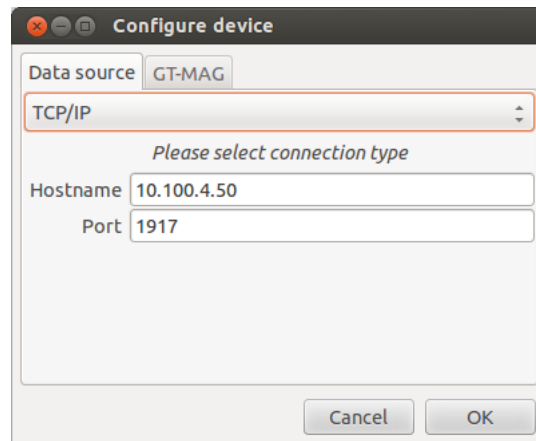 Configure device
Data source GT-MAG
TCP/IP
Please select connection type
Hostname 10.100.4.50
Port 1917
Cancel OK